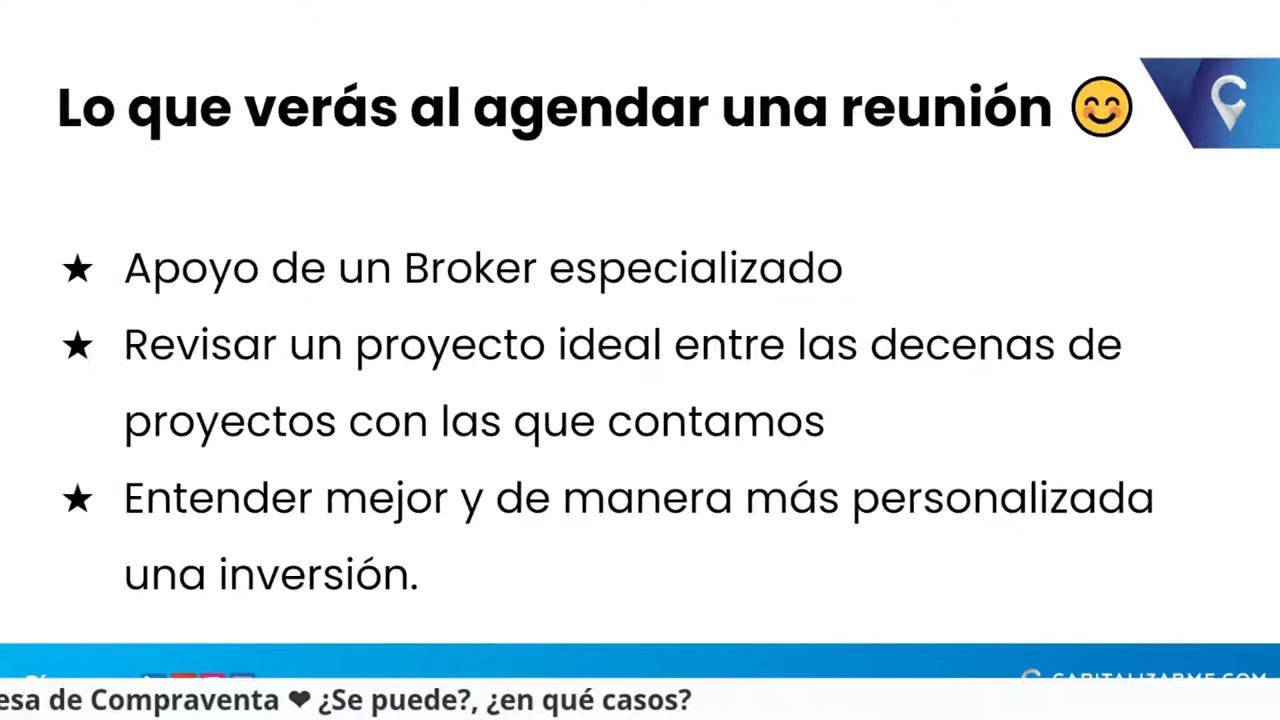 Lo que verás al agendar una reunión 😊
★ Apoyo de un Broker especializado
★ Revisar un proyecto ideal entre las decenas de
proyectos con las que contamos
★ Entender mejor y de manera más personalizada
una inversión.
CAPITALIZARME.COM
esa de Compraventa ❤ ¿Se puede?, ¿en qué casos?